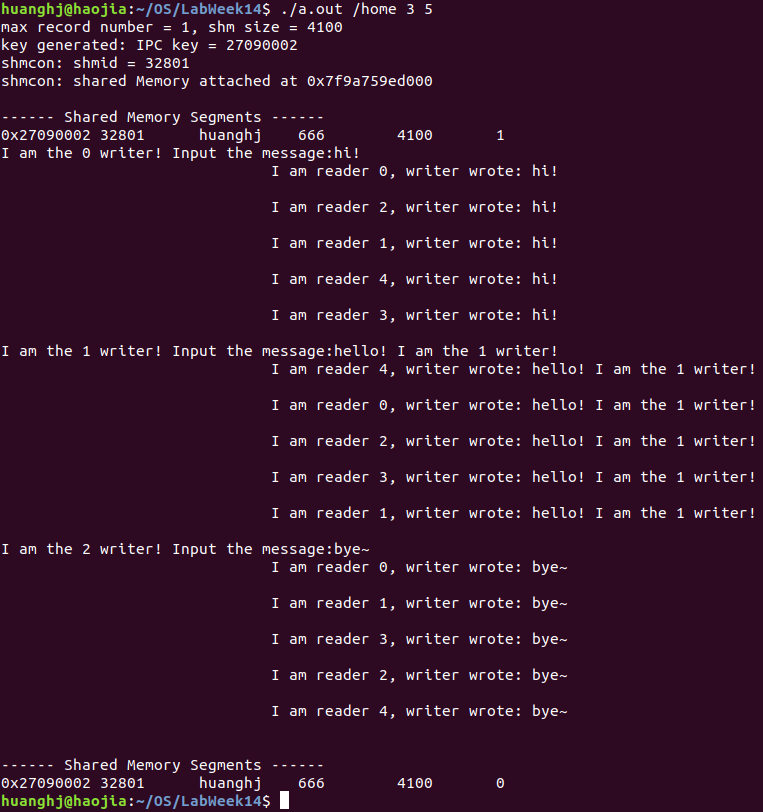 huanghj@haojia:~/OS/LabWeek14$ ./a.out /home 3 5
max record number = 1, shm size = 4100
key generated: IPC key = 27090002
shmcon: shmid = 32801
shmcon: shared Memory attached at 0x7f9a759ed000
------ Shared Memory Segments ------
0x27090002 32801      huanghj    666        4100       1
I am the 0 writer! Input the message:hi!
I am reader 0, writer wrote: hi!
I am reader 2, writer wrote: hi!
I am reader 1, writer wrote: hi!
I am reader 4, writer wrote: hi!
I am reader 3, writer wrote: hi!
I am the 1 writer! Input the message:hello! I am the 1 writer!
I am reader 4, writer wrote: hello! I am the 1 writer!
I am reader 0, writer wrote: hello! I am the 1 writer!
I am reader 2, writer wrote: hello! I am the 1 writer!
I am reader 3, writer wrote: hello! I am the 1 writer!
I am reader 1, writer wrote: hello! I am the 1 writer!
I am the 2 writer! Input the message:bye~
I am reader 0, writer wrote: bye~
I am reader 1, writer wrote: bye~
I am reader 3, writer wrote: bye~
I am reader 2, writer wrote: bye~
I am reader 4, writer wrote: bye~
------ Shared Memory Segments ------
0x27090002 32801      huanghj    666        4100       0
huanghj@haojia:~/OS/LabWeek14$